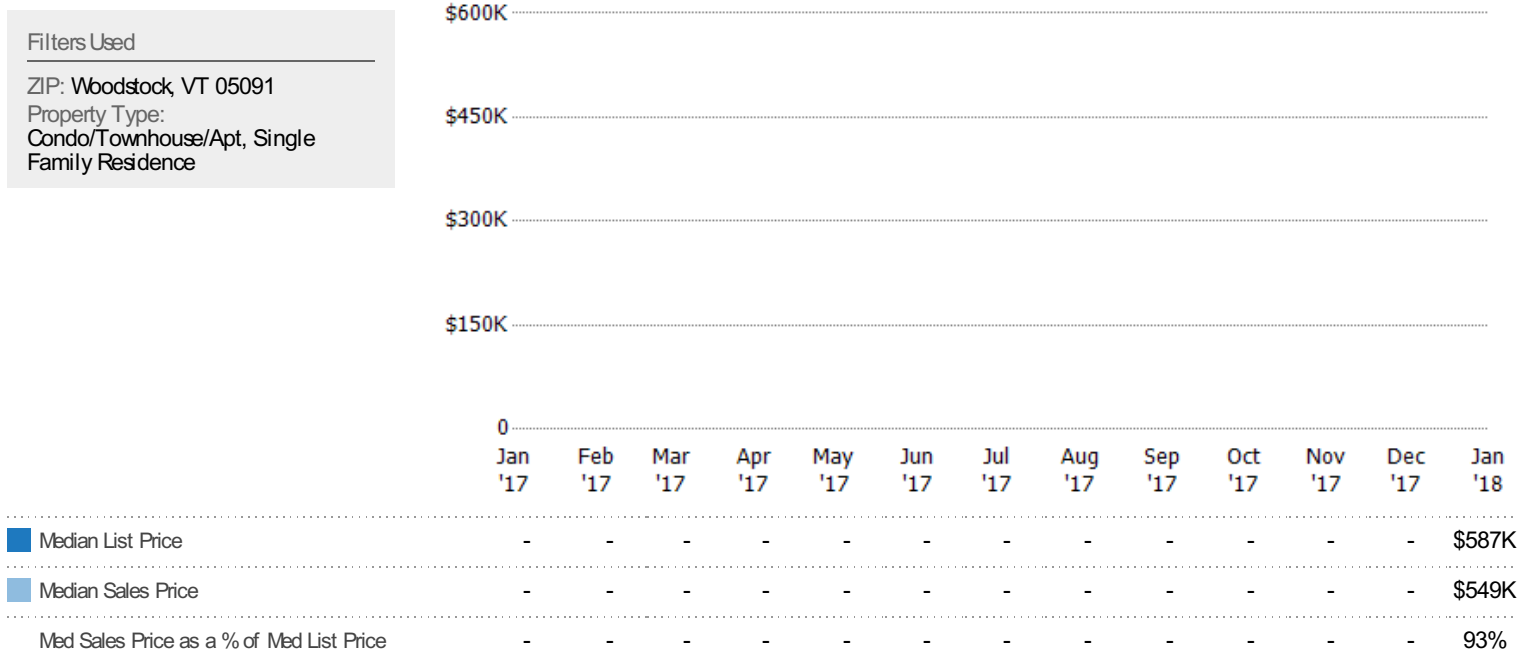 Filters Used
ZIP: Woodstock, VT 05091
Property Type:
Condo/Townhouse/Apt, Single
Family Residence
$600K
$450K
$300K
$150K
0
Jan Feb Mar Apr May Jun Jul Aug Sep Oct Nov Dec Jan
'17 '17 '17 '17 '17 '17 '17 '17 '17 '17 '17 '17 '18
Median List Price - - - - - - - - - - - - $587K
Median Sales Price - - - - - - - - - - - - $549K
Med Sales Price as a % of Med List Price - - - - - - - - - - - - 93%